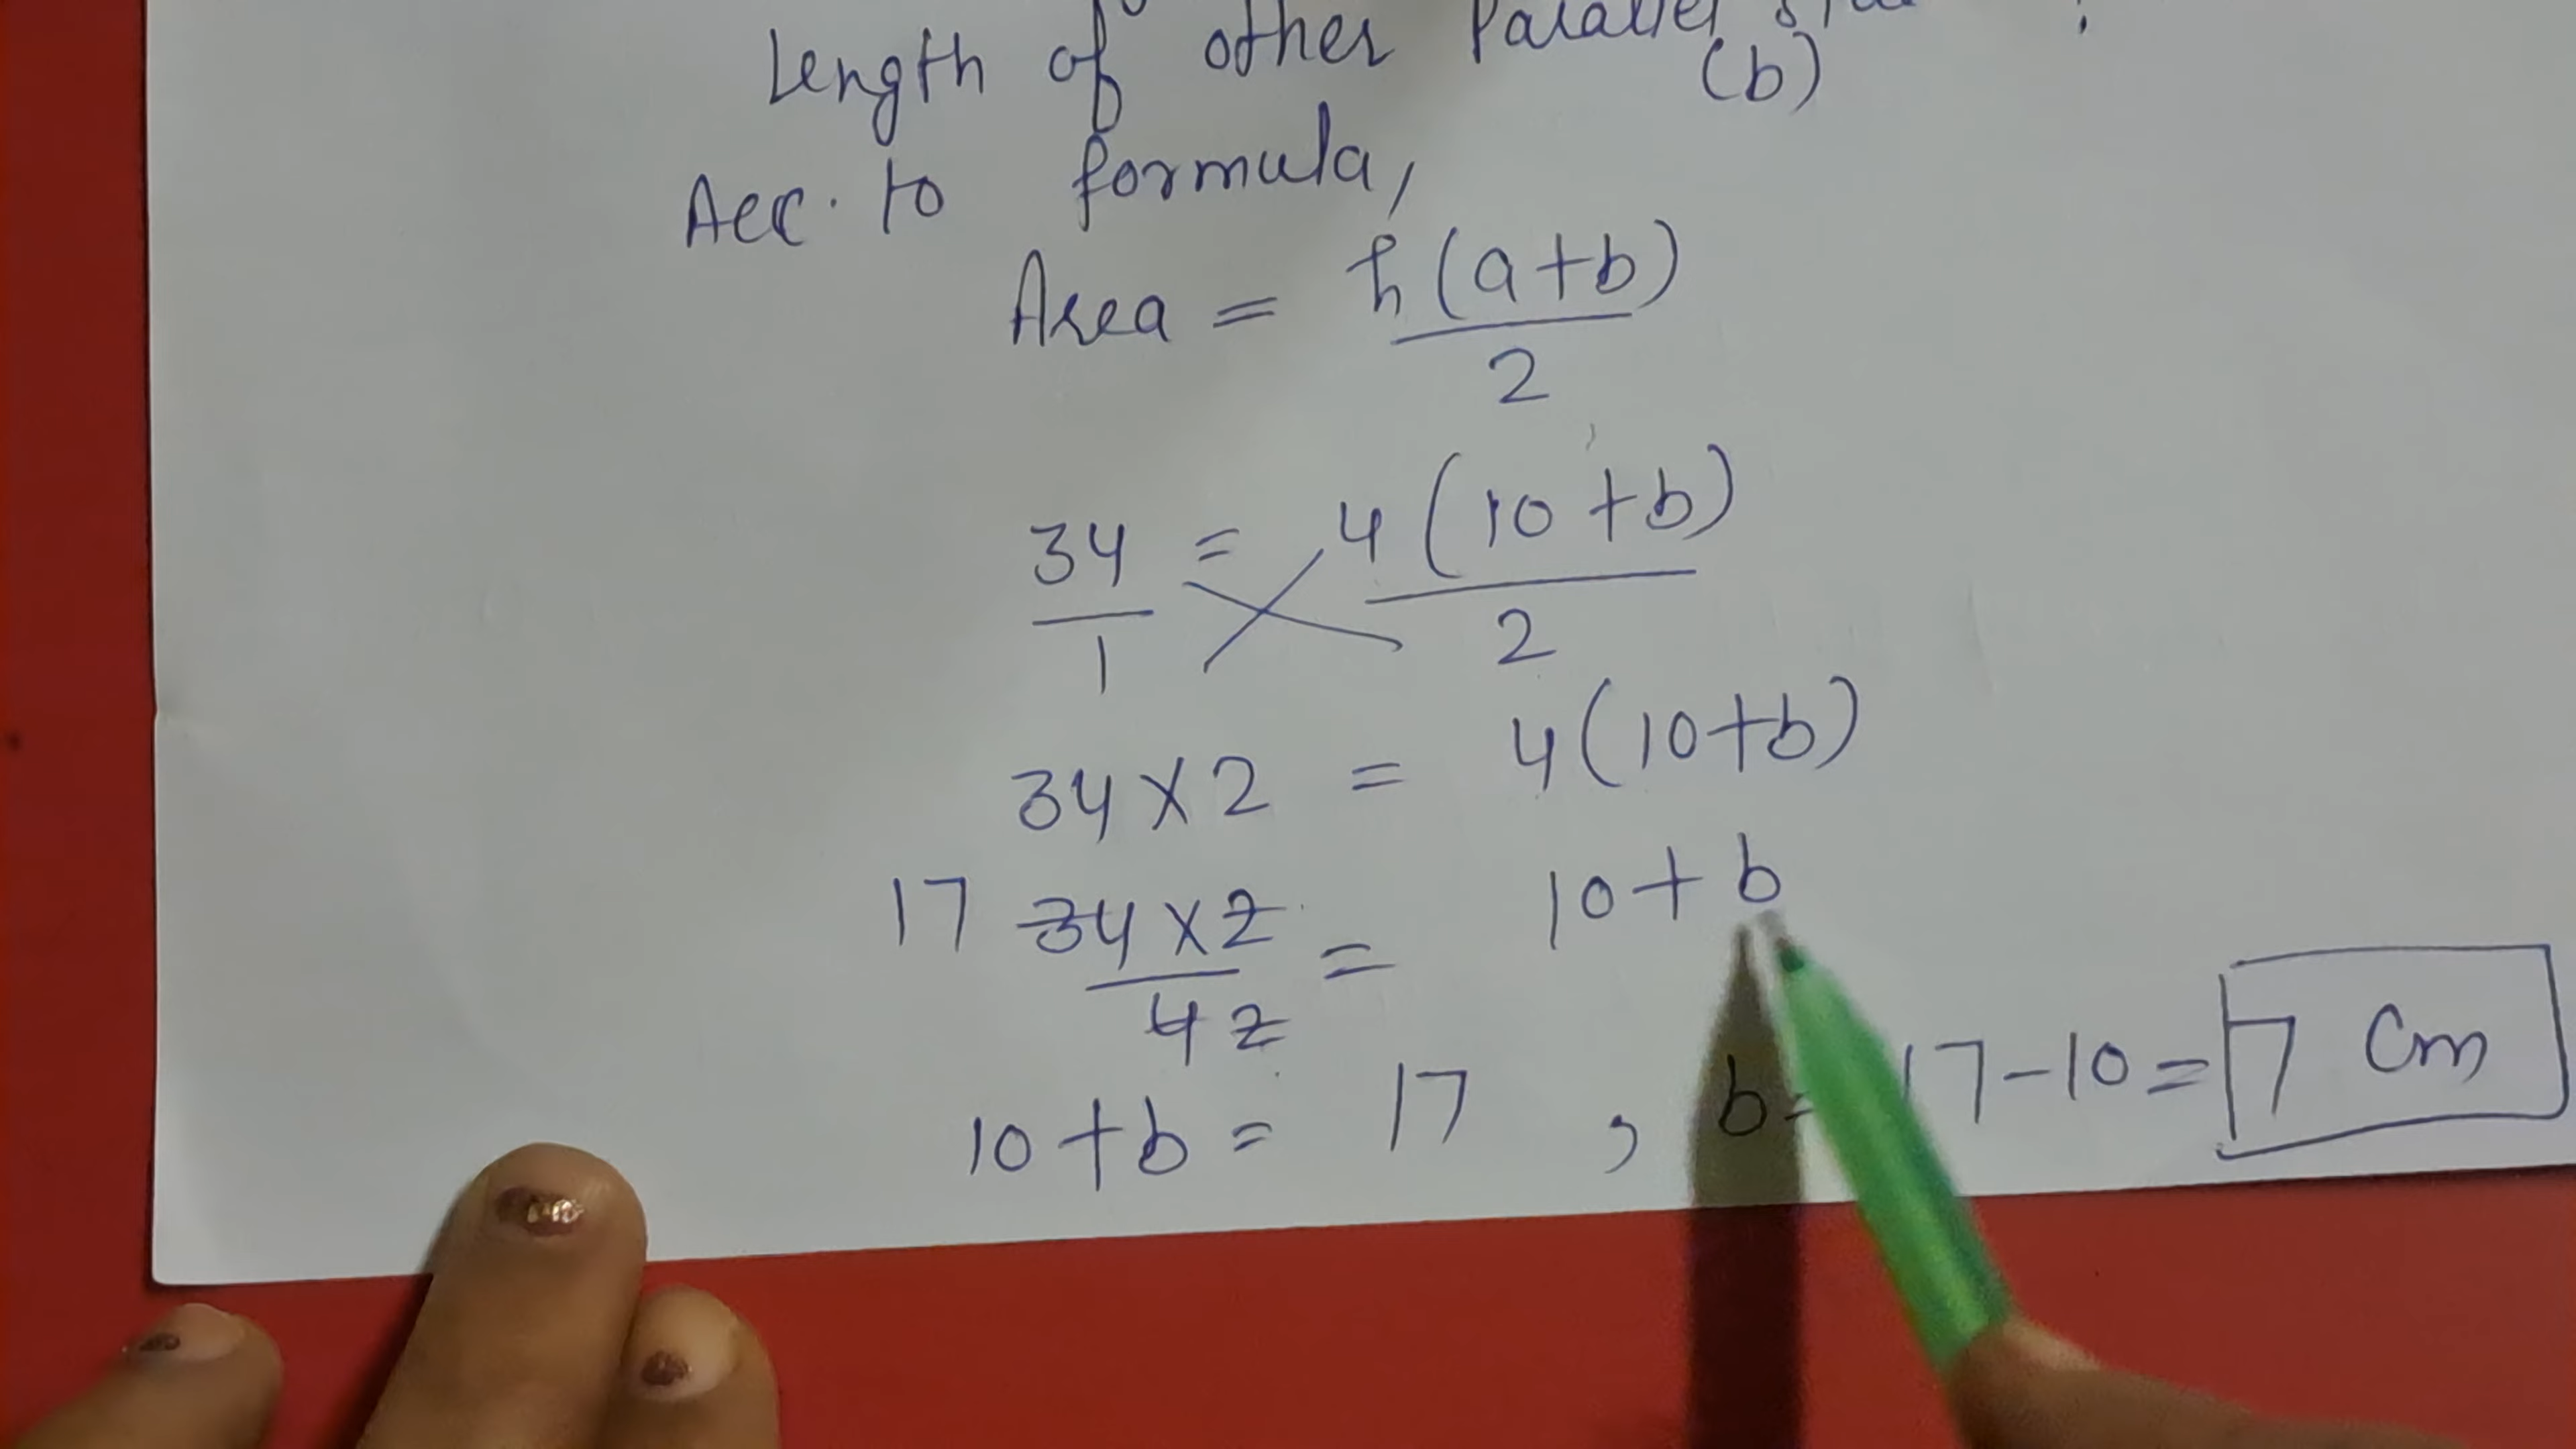 Length of other Parallel
(b)
Acc. to formula,
Area = h(a+b)
2
34 = 4(10+b)
1 2
34×2 = 4(10+b)
17 34×2 = 10+b
4 2
10+b = 17 , b= 17-10= 7 Cm